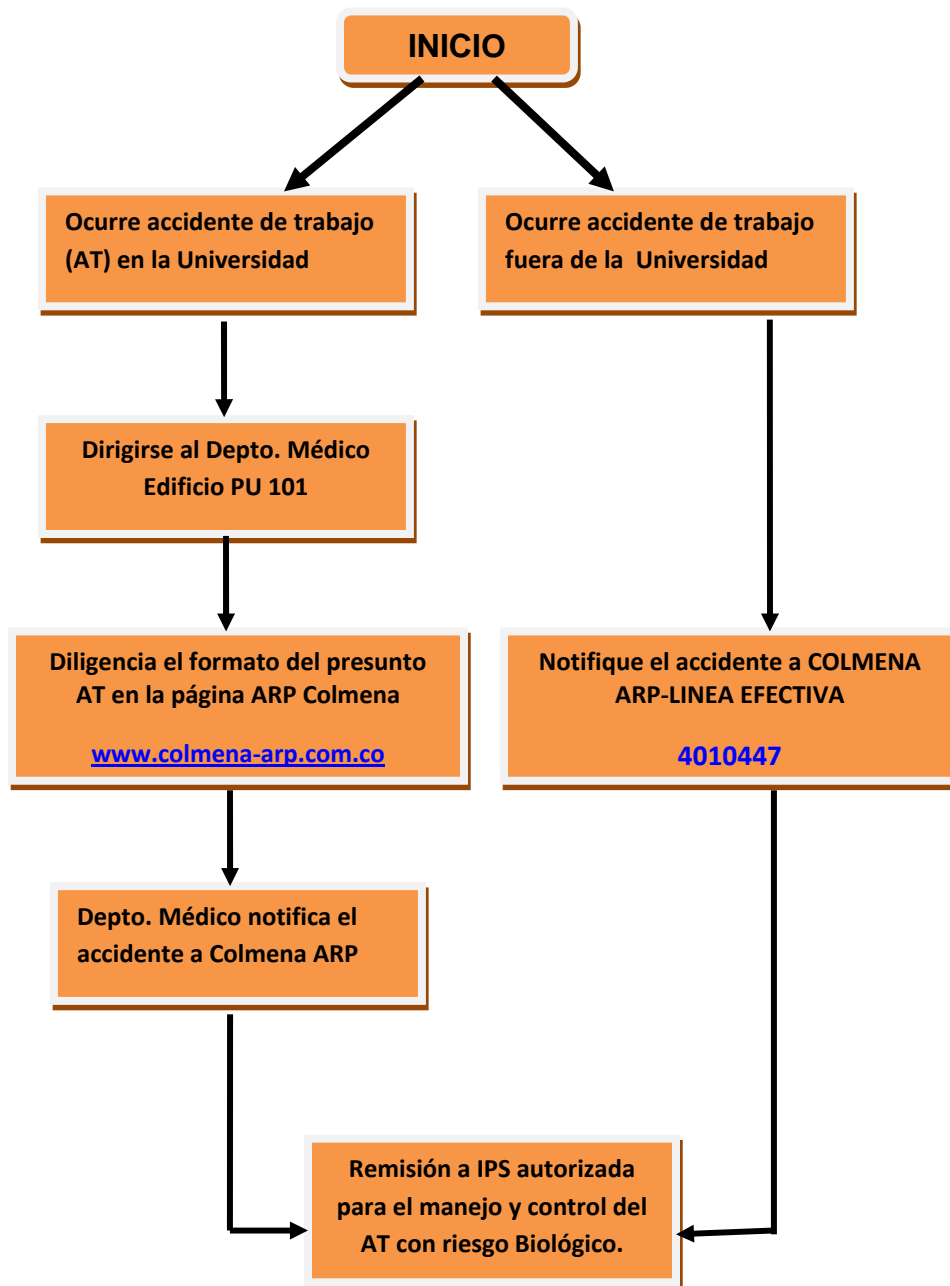 INICIO
Ocurre accidente de trabajo
(AT) en la Universidad
Ocurre accidente de trabajo
fuera de la Universidad
Dirigirse al Depto. Médico
Edificio PU 101
Diligencia el formato del presunto
AT en la página ARP Colmena
www.colmena-arp.com.co
Notifique el accidente a COLMENA
ARP-LINEA EFECTIVA
4010447
Depto. Médico notifica el
accidente a Colmena ARP
Remisión a IPS autorizada
para el manejo y control del
AT con riesgo Biológico.